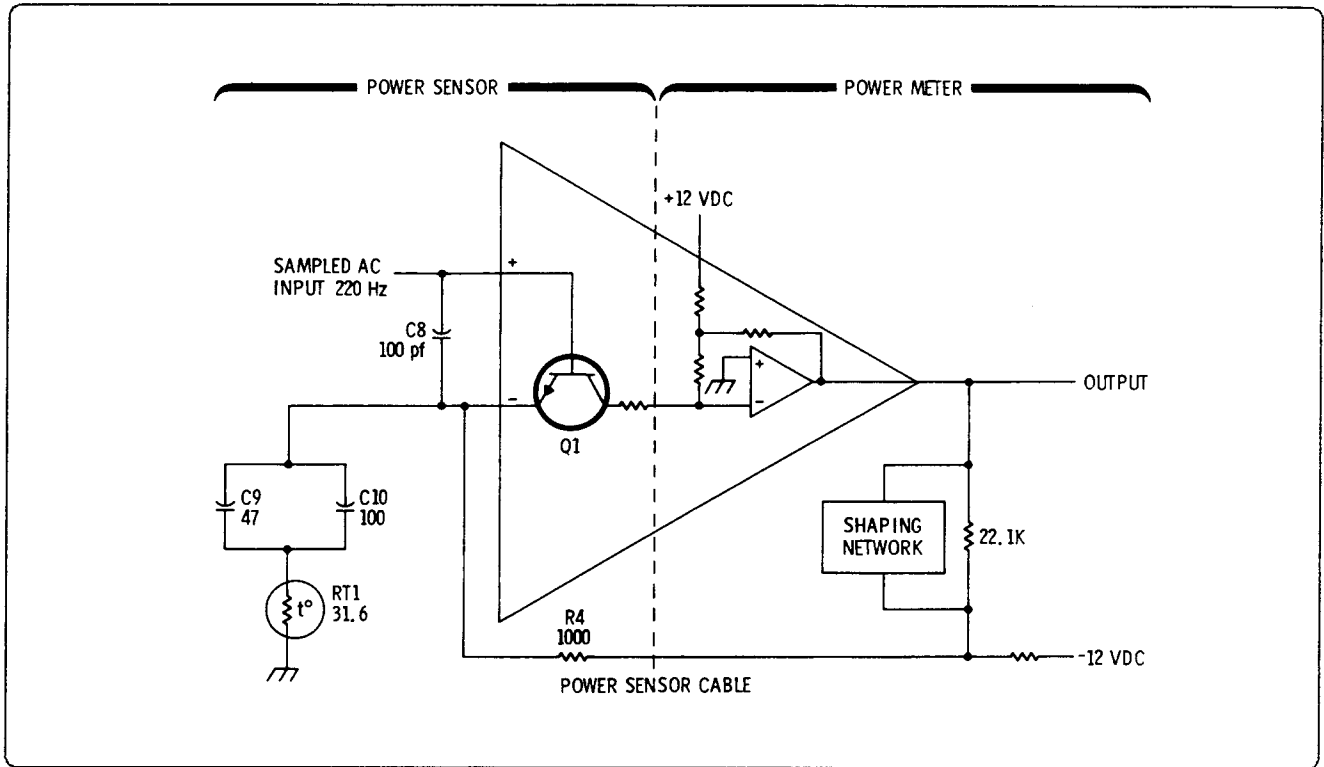 POWER SENSOR
POWER METER
+12 VDC
SAMPLED AC
INPUT 220 Hz
+
C8
100 pf
-
Q1
+
-
OUTPUT
C9
47
C10
100
SHAPING
NETWORK
22.1K
t°
RT1
31.6
R4
1000
-12 VDC
POWER SENSOR CABLE